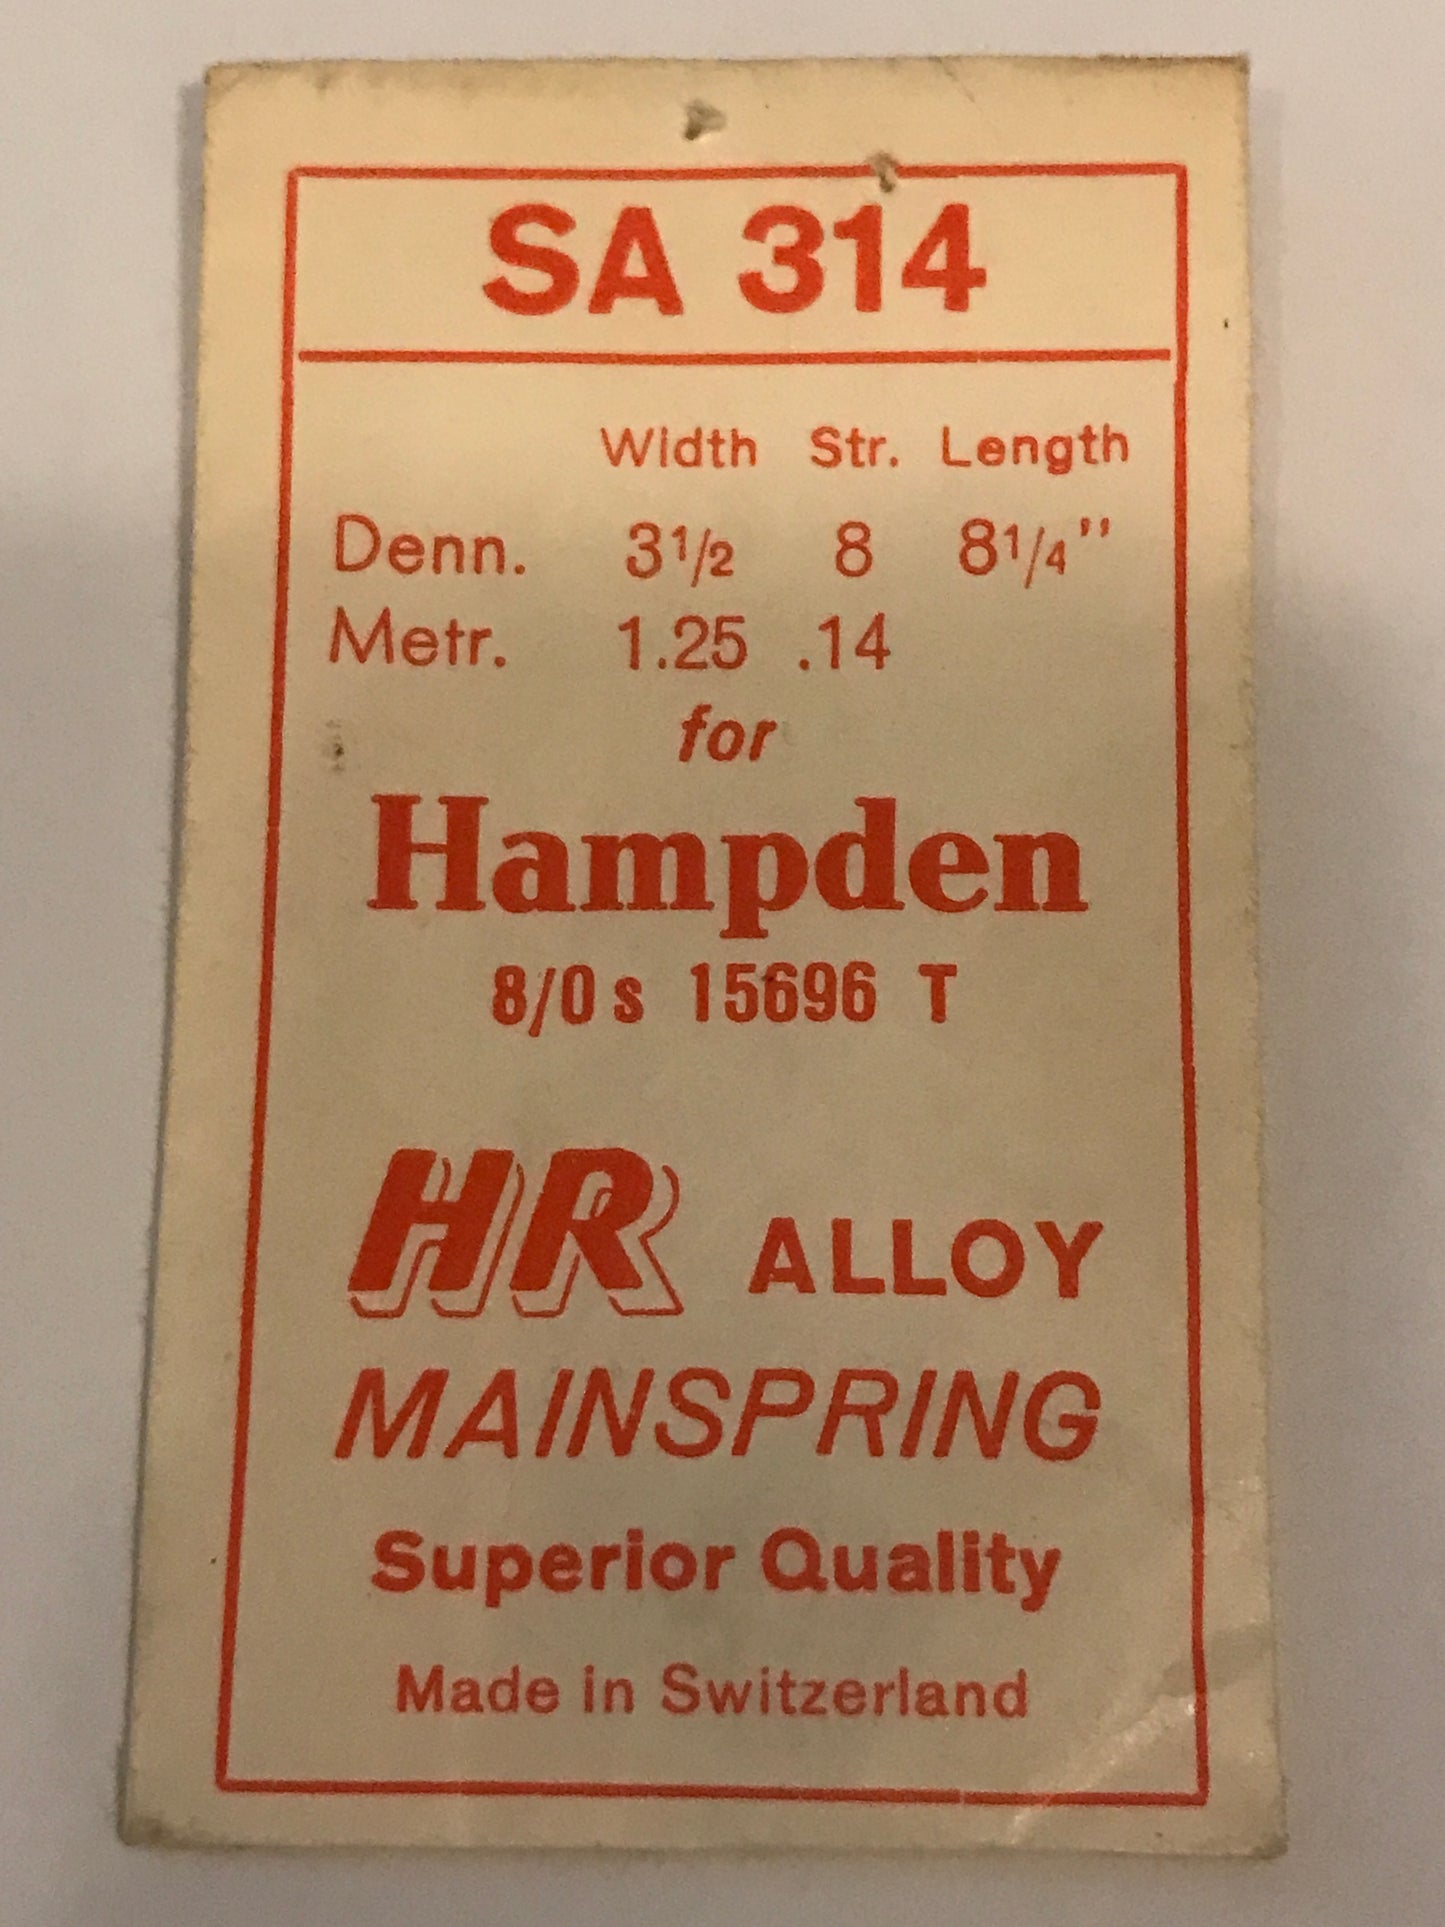 SA 314
Width Str. Length
Denn. 3½ 8 8¼"
Metr. 1.25 .14
for
Hampden
8/0 s 15696 T
HR ALLOY
MAINSPRING
Superior Quality
Made in Switzerland